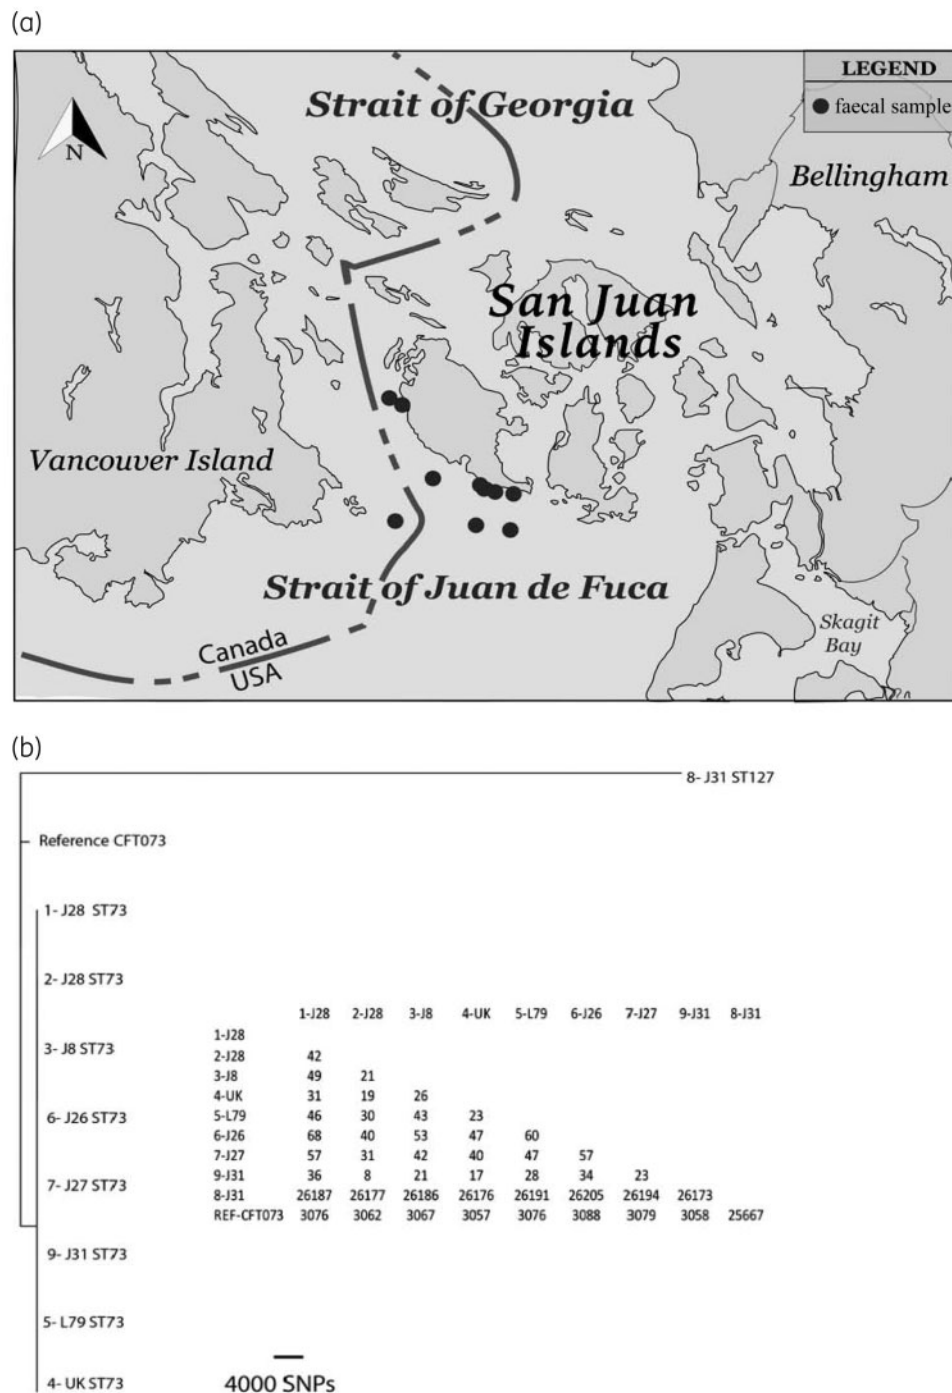 (a)
LEGEND
faecal sample
N
Strait of Georgia
Bellingham
San Juan
Islands
Vancouver Island
Strait of Juan de Fuca
Skagit
Bay
Canada
USA
(b)
8- J31 ST127
Reference CFT073
1- J28 ST73
2- J28 ST73
3- J8 ST73
6- J26 ST73
7- J27 ST73
9- J31 ST73
5- L79 ST73
4- UK ST73
1-J28 2-J28 3-J8 4-UK 5-L79 6-J26 7-J27 9-J31 8-J31
1-J28
2-J28 42
3-J8 49 21
4-UK 31 19 26
5-L79 46 30 43 23
6-J26 68 40 53 47 60
7-J27 57 31 42 40 47 57
9-J31 36 8 21 17 28 34 23
8-J31 26187 26177 26186 26176 26191 26205 26194 26173
REF-CFT073 3076 3062 3067 3057 3076 3088 3079 3058 25667
4000 SNPs